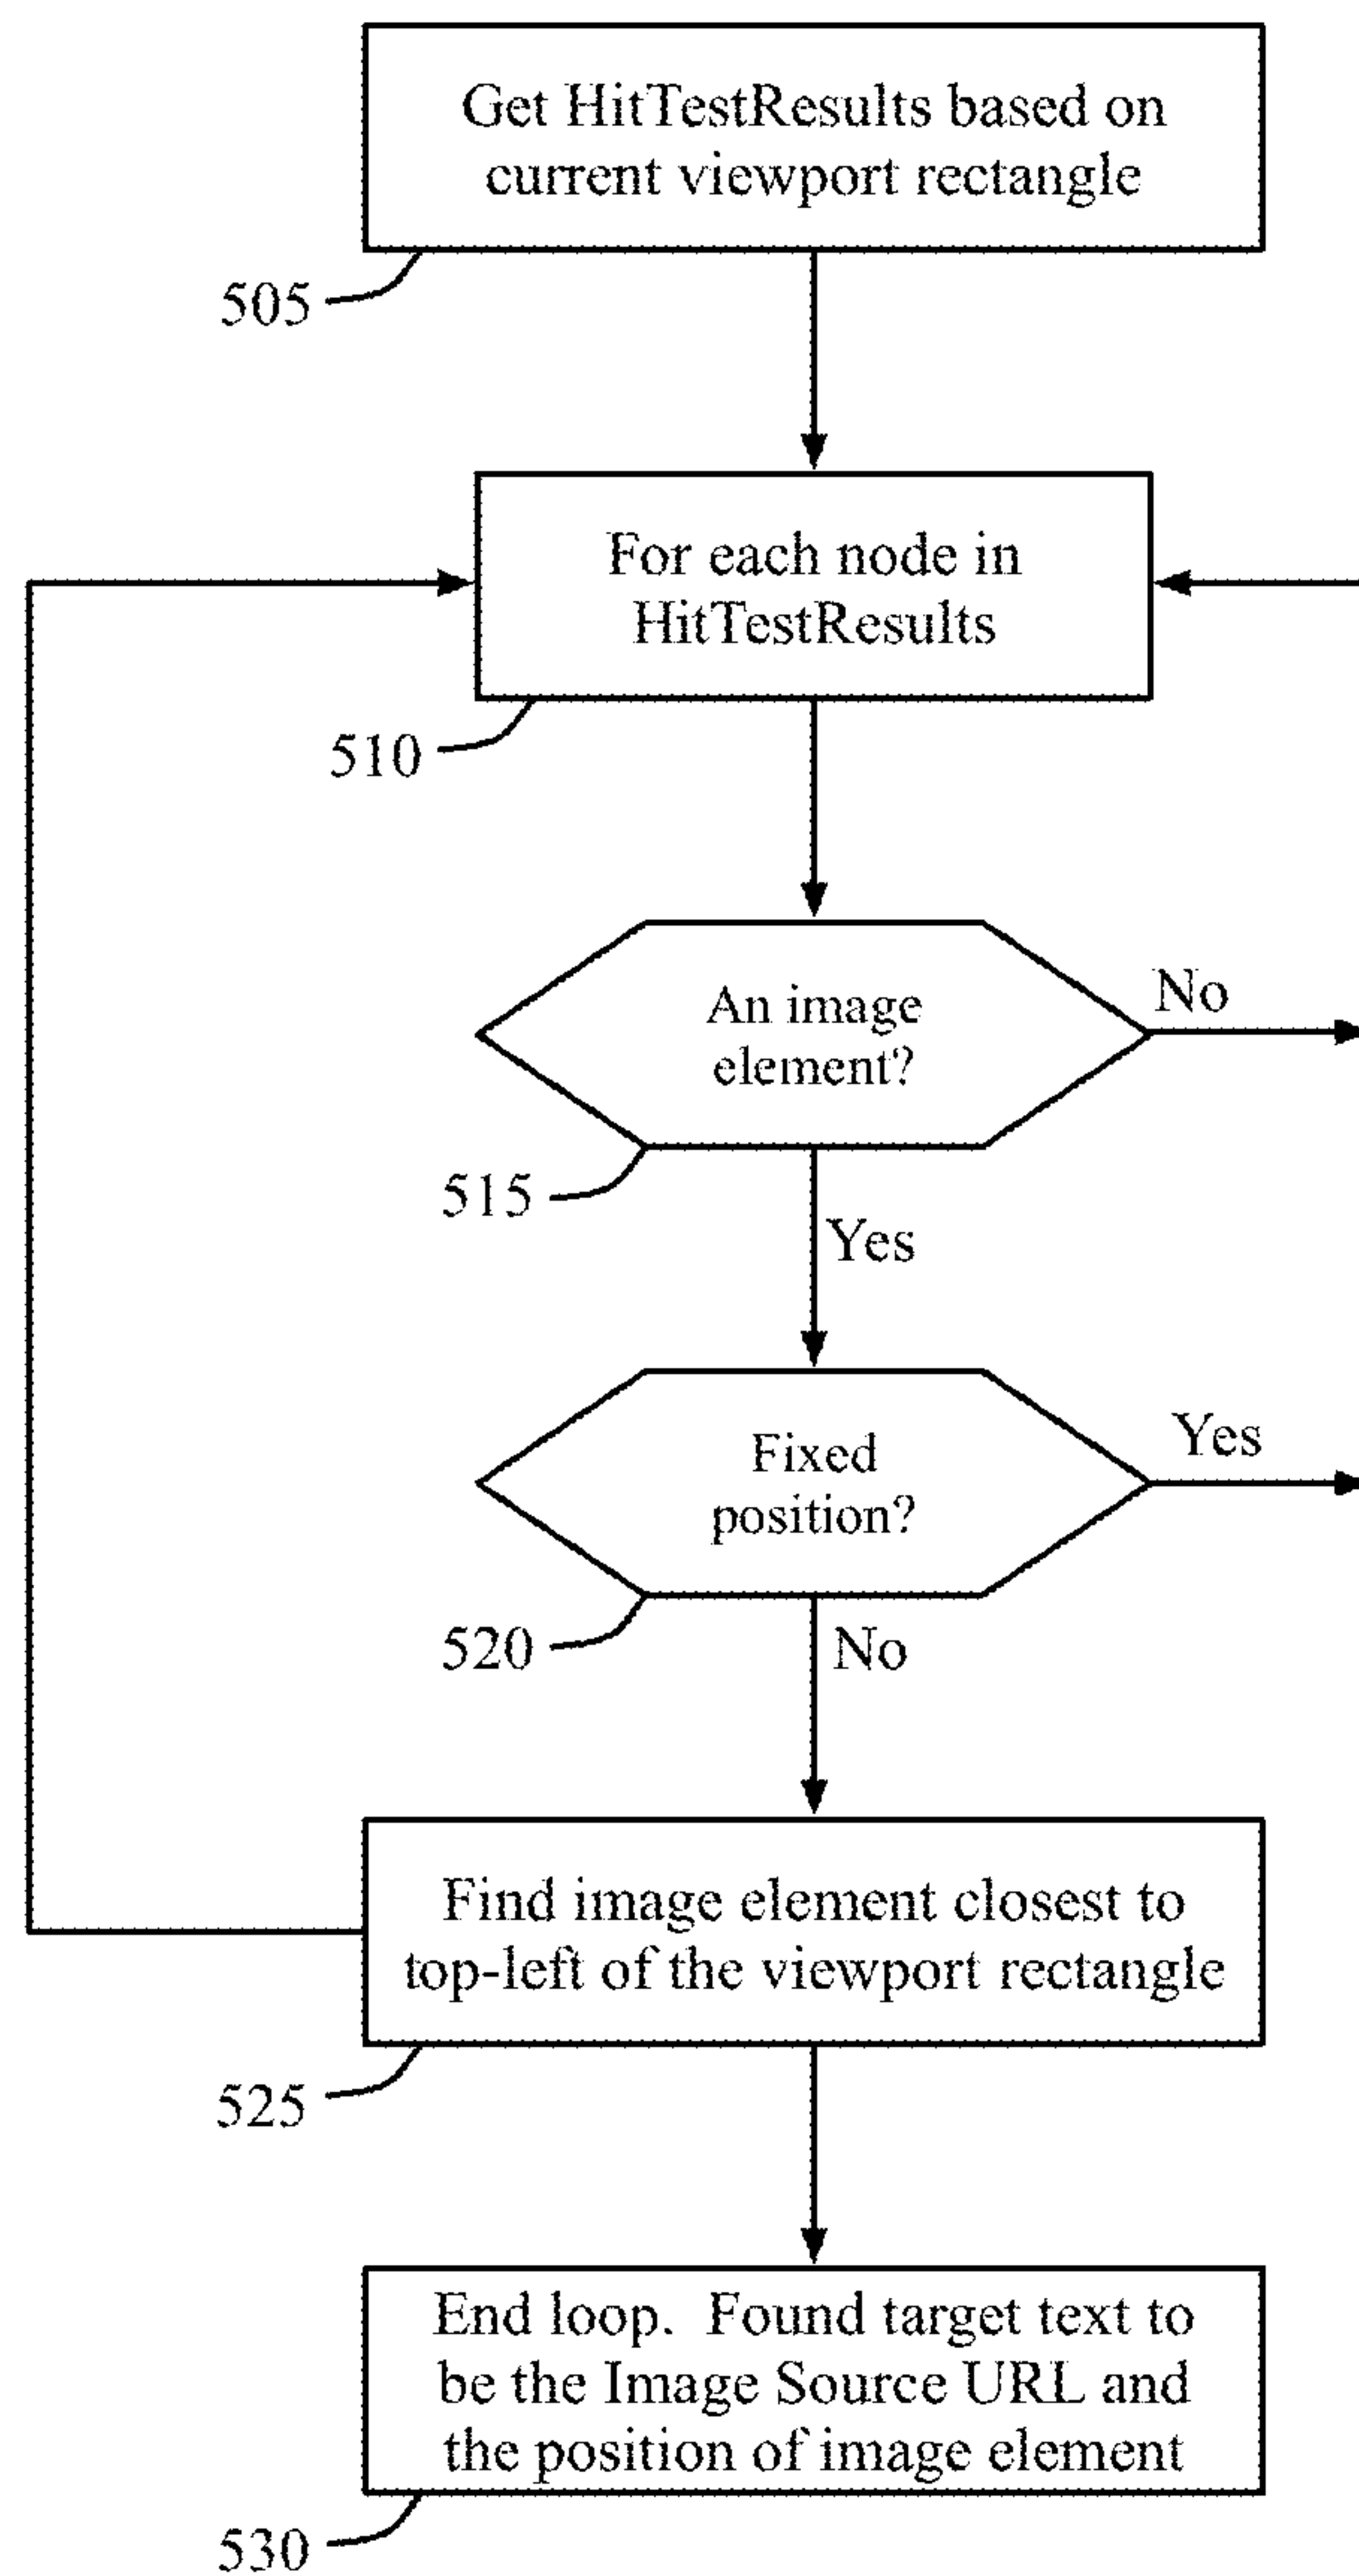 Get HitTestResults based on
current viewport rectangle
505
For each node in
HitTestResults
510
An image
element?
No
515
Yes
Fixed
position?
Yes
520
No
Find image element closest to
top-left of the viewport rectangle
525
End loop. Found target text to
be the Image Source URL and
the position of image element
530